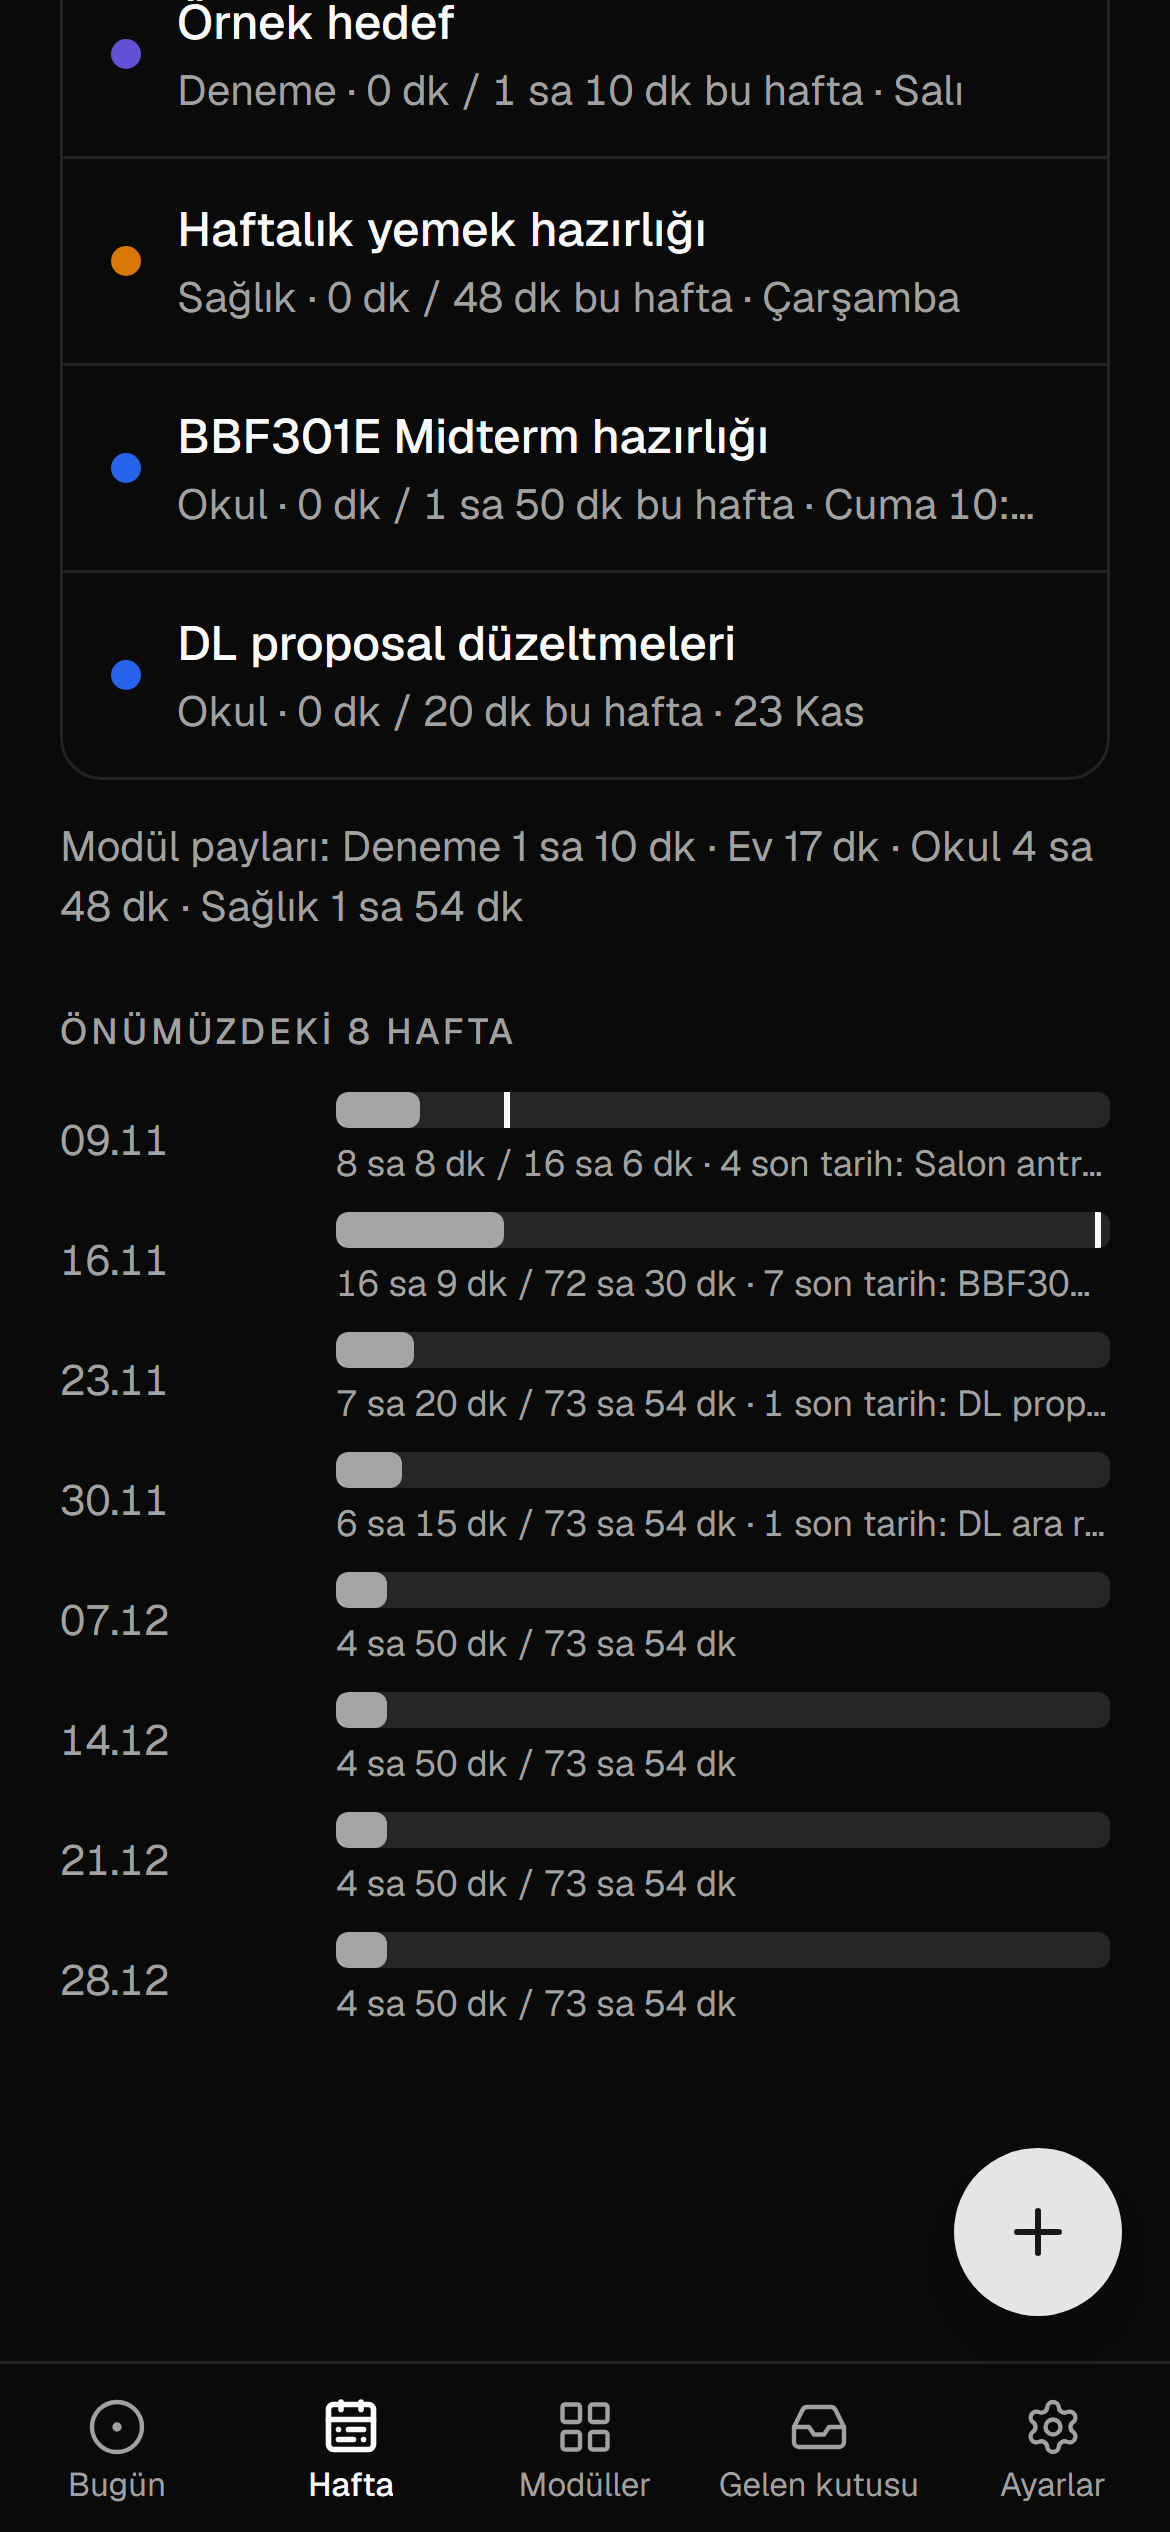 Örnek hedef
Deneme · 0 dk / 1 sa 10 dk bu hafta · Salı
Haftalık yemek hazırlığı
Sağlık · 0 dk / 48 dk bu hafta · Çarşamba
BBF301E Midterm hazırlığı
Okul · 0 dk / 1 sa 50 dk bu hafta · Cuma 10:…
DL proposal düzeltmeleri
Okul · 0 dk / 20 dk bu hafta · 23 Kas
Modül payları: Deneme 1 sa 10 dk · Ev 17 dk · Okul 4 sa
48 dk · Sağlık 1 sa 54 dk
ÖNÜMÜZDEKİ 8 HAFTA
09.11
8 sa 8 dk / 16 sa 6 dk · 4 son tarih: Salon antr…
16.11
16 sa 9 dk / 72 sa 30 dk · 7 son tarih: BBF30…
23.11
7 sa 20 dk / 73 sa 54 dk · 1 son tarih: DL prop…
30.11
6 sa 15 dk / 73 sa 54 dk · 1 son tarih: DL ara r…
07.12
4 sa 50 dk / 73 sa 54 dk
14.12
4 sa 50 dk / 73 sa 54 dk
21.12
4 sa 50 dk / 73 sa 54 dk
28.12
4 sa 50 dk / 73 sa 54 dk
Bugün
Hafta
Modüller
Gelen kutusu
Ayarlar